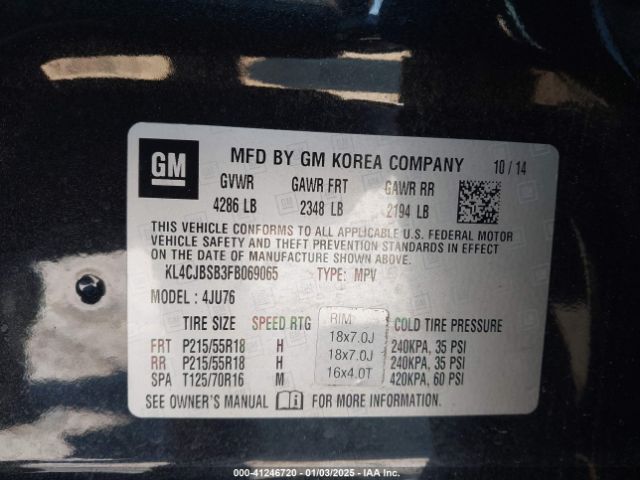 GM
MFD BY GM KOREA COMPANY 10/14
GVWR GAWR FRT GAWR RR
4286 LB 2348 LB 2194 LB
THIS VEHICLE CONFORMS TO ALL APPLICABLE U.S. FEDERAL MOTOR
VEHICLE SAFETY AND THEFT PREVENTION STANDARDS IN EFFECT
ON THE DATE OF MANUFACTURE SHOWN ABOVE.
KL4CJBSB3FB069065 TYPE: MPV
MODEL: 4JU76
TIRE SIZE SPEED RTG RIM COLD TIRE PRESSURE
FRT P215/55R18 H 18x7.0J 240KPA, 35 PSI
RR P215/55R18 H 18x7.0J 240KPA, 35 PSI
SPA T125/70R16 M 16x4.0T 420KPA, 60 PSI
SEE OWNER'S MANUAL FOR MORE INFORMATION.
000-41246720 - 01/03/2025 - IAA Inc.